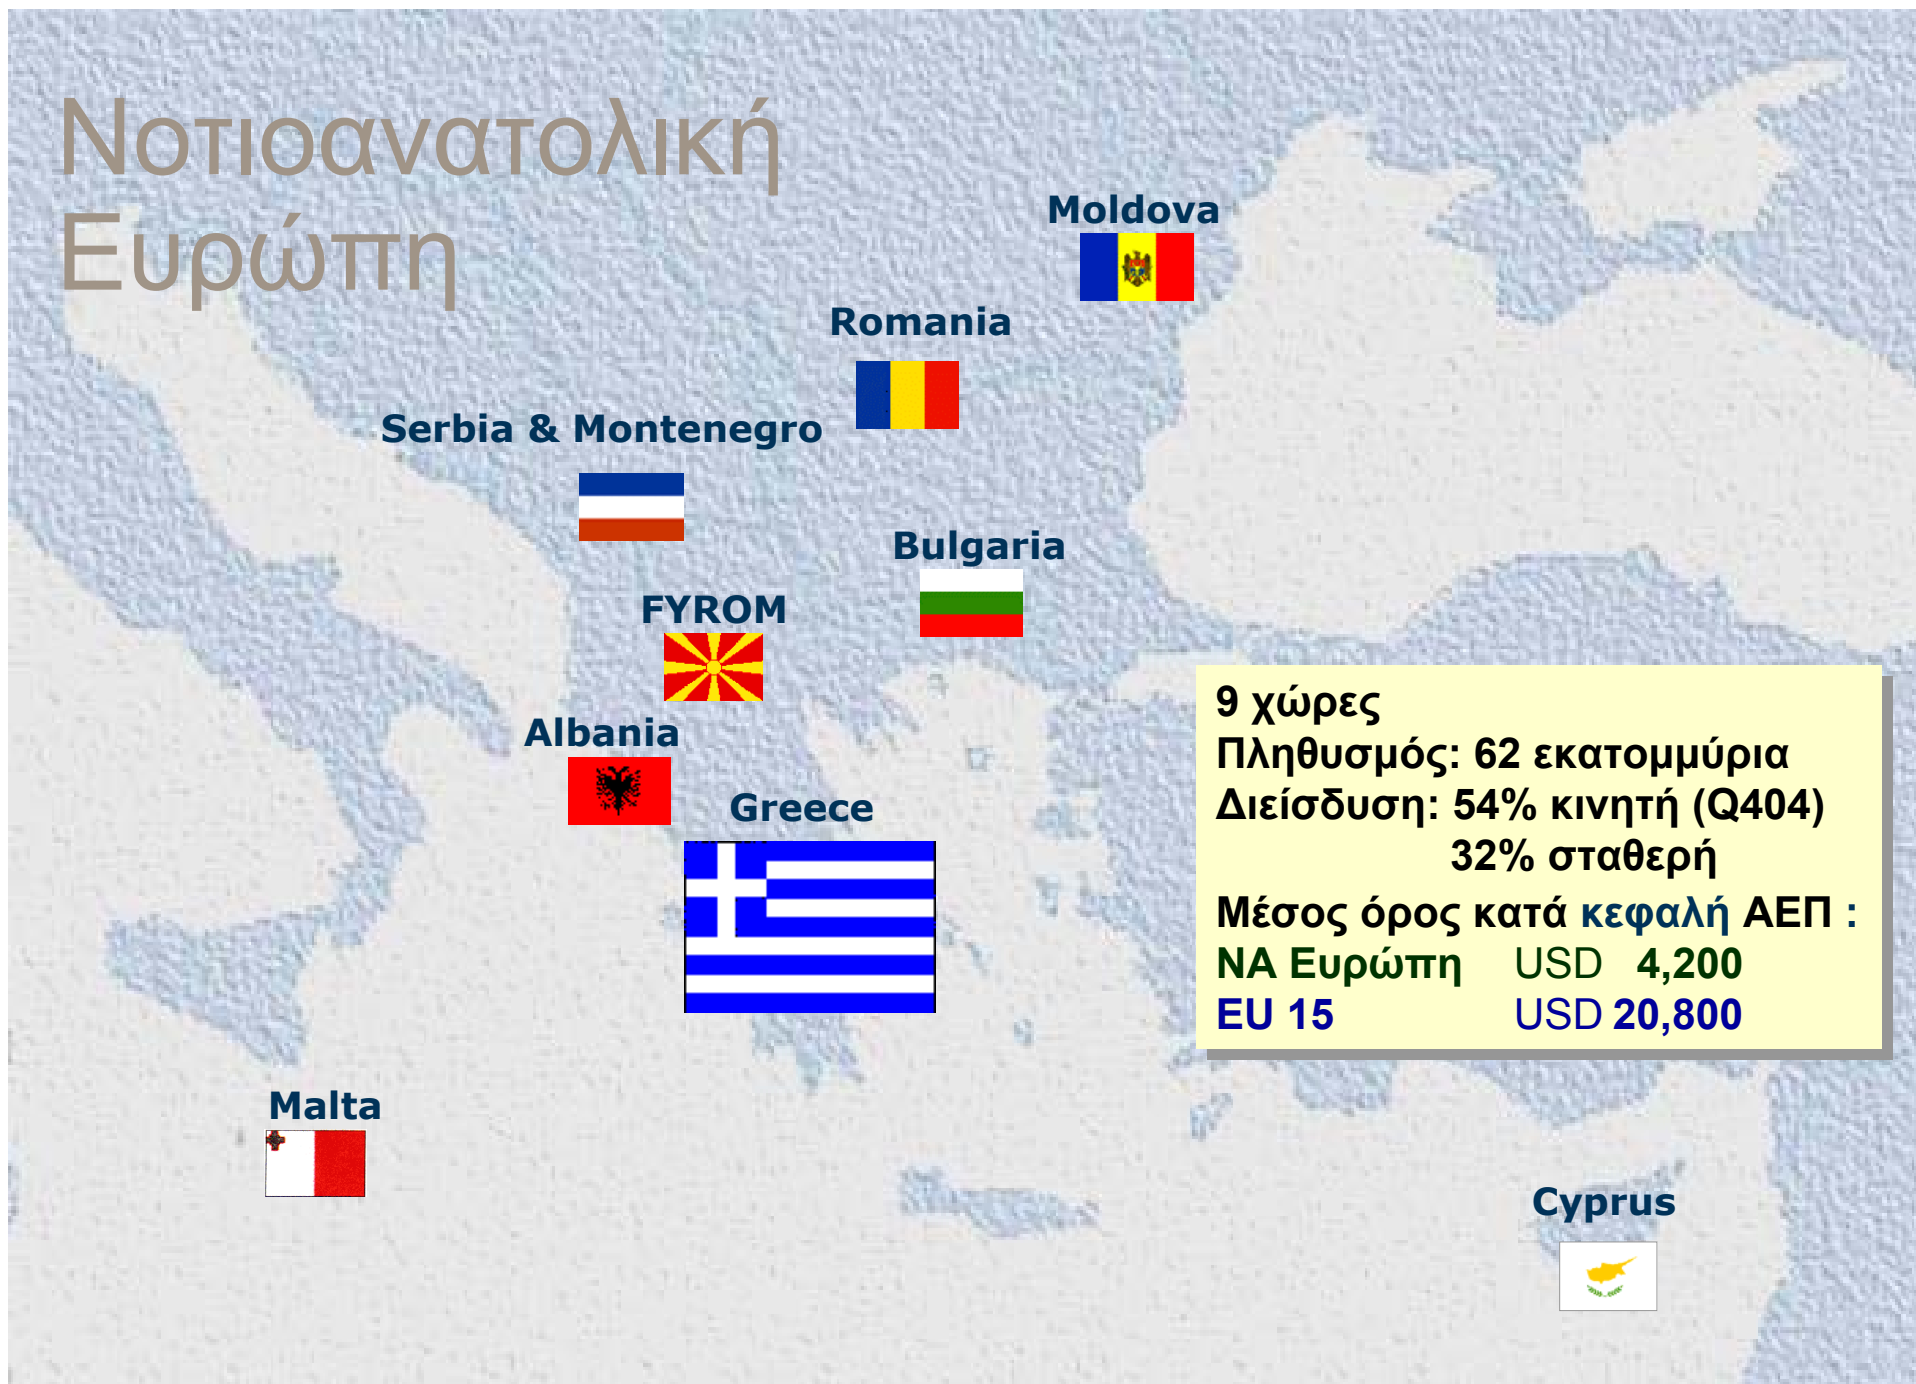 Νοτιοανατολική
Ευρώπη
Moldova
Romania
Serbia & Montenegro
Bulgaria
FYROM
Albania
Greece
9 χώρες
Πληθυσμός: 62 εκατομμύρια
Διείσδυση: 54% κινητή (Q404)
32% σταθερή
Μέσος όρος κατά κεφαλή ΑΕΠ :
ΝΑ Ευρώπη USD 4,200
EU 15 USD 20,800
Malta
Cyprus